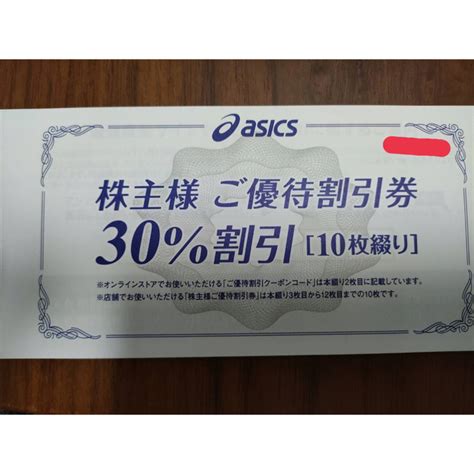 asics
株主様 ご優待割引券
30%割引 [10枚綴り]
※オンラインストアでお使いいただける「ご優待割引クーポンコード」は本綴り2枚目に記載しています。
※店舗でお使いいただける「株主様ご優待割引券」は本綴り3枚目から12枚目までの10枚です。